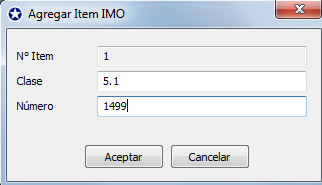 Agregar Item IMO
N° Item 1
Clase 5.1
Número 1499
Aceptar Cancelar